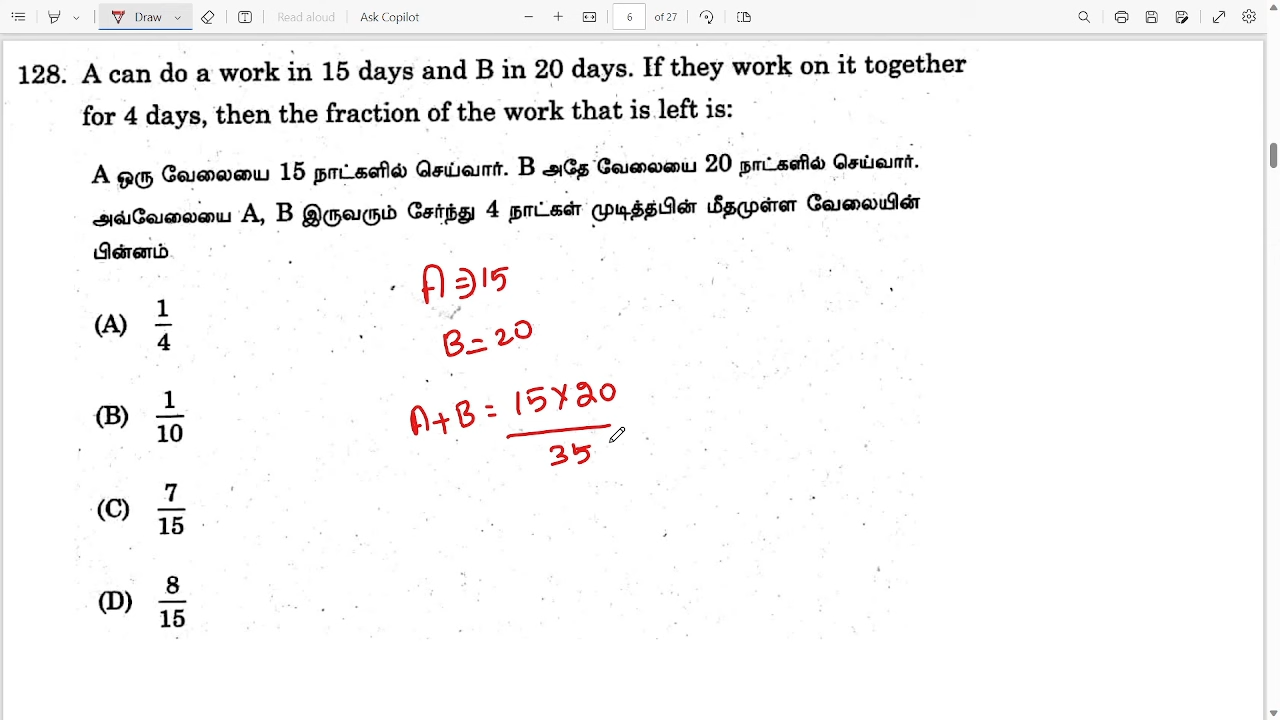 Draw
Read aloud
Ask Copilot
6 of 27
128. A can do a work in 15 days and B in 20 days. If they work on it together
for 4 days, then the fraction of the work that is left is:
A ஒரு வேலையை 15 நாட்களில் செய்வார். B அதே வேலையை 20 நாட்களில் செய்வார்.
அவ்வேலையை A, B இருவரும் சேர்ந்து 4 நாட்கள் முடித்தபின் மீதமுள்ள வேலையின்
பின்னம்
(A) 1/4
(B) 1/10
(C) 7/15
(D) 8/15
A ⇒ 15
B = 20
A + B = 15 × 20
35